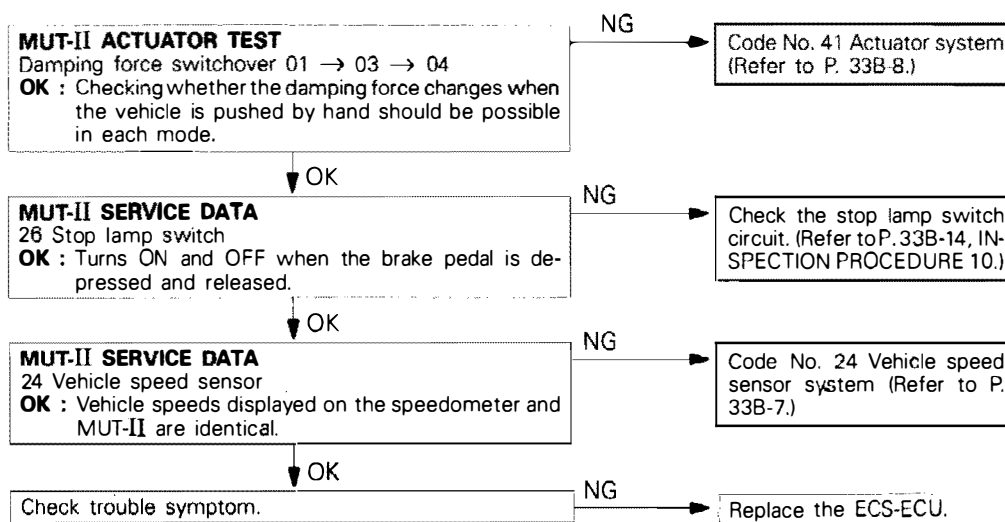 MUT-II ACTUATOR TEST
Damping force switchover 01 → 03 → 04
OK : Checking whether the damping force changes when
the vehicle is pushed by hand should be possible
in each mode.
NG
Code No. 41 Actuator system
(Refer to P. 33B-8.)
OK
MUT-II SERVICE DATA
26 Stop lamp switch
OK : Turns ON and OFF when the brake pedal is de-
pressed and released.
NG
Check the stop lamp switch
circuit. (Refer to P. 33B-14, IN-
SPECTION PROCEDURE 10.)
OK
MUT-II SERVICE DATA
24 Vehicle speed sensor
OK : Vehicle speeds displayed on the speedometer and
MUT-II are identical.
NG
Code No. 24 Vehicle speed
sensor system (Refer to P.
33B-7.)
OK
Check trouble symptom.
NG
Replace the ECS-ECU.